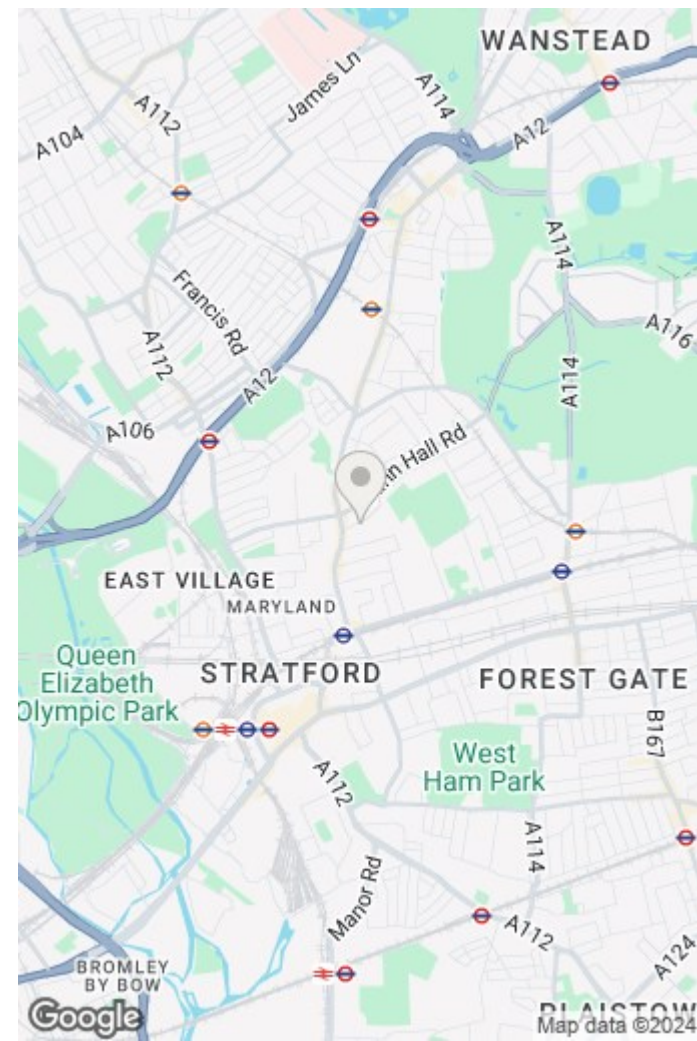 WANSTEAD
James Ln
A114
A112
A12
A104
A114
Francis Rd
A116
A112
A12
A114
A106
Hall Rd
EAST VILLAGE
MARYLAND
Queen
Elizabeth
Olympic Park
STRATFORD
FOREST GATE
B167
West
Ham Park
A112
A114
Manor Rd
A112
A124
BROMLEY
BY BOW
PLAISTOW
Google
Map data ©2024